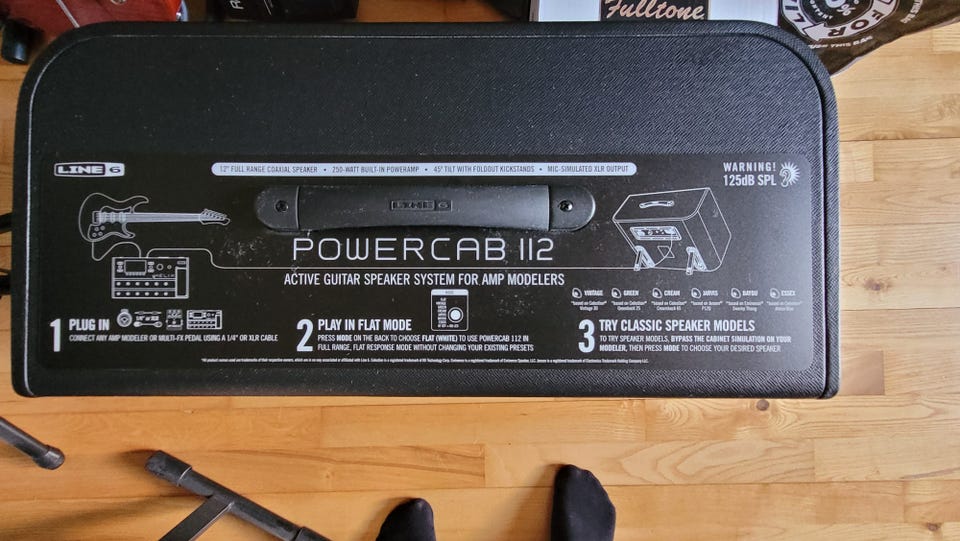 Fulltone
LINE 6
12" FULL RANGE COAXIAL SPEAKER • 250-WATT BUILT-IN POWERAMP • 45° TILT WITH FOLDOUT KICKSTANDS • MIC-SIMULATED XLR OUTPUT
WARNING!
125dB SPL
LINE 6
POWERCAB 112
ACTIVE GUITAR SPEAKER SYSTEM FOR AMP MODELERS
HELIX
VINTAGE
GREEN
CREAM
JARVIS
BAYOU
ESSEX
1 PLUG IN
CONNECT ANY AMP MODELER OR MULTI-FX PEDAL USING A 1/4" OR XLR CABLE
2 PLAY IN FLAT MODE
PRESS MODE ON THE BACK TO CHOOSE FLAT (WHITE) TO USE POWERCAB 112 IN
FULL RANGE, FLAT RESPONSE MODE WITHOUT CHANGING YOUR EXISTING SETUP
3 TRY CLASSIC SPEAKER MODELS
TO TRY SPEAKER MODELS, BYPASS THE CABINET SIMULATION ON YOUR
MODELER, THEN PRESS MODE TO CHOOSE YOUR DESIRED SPEAKER